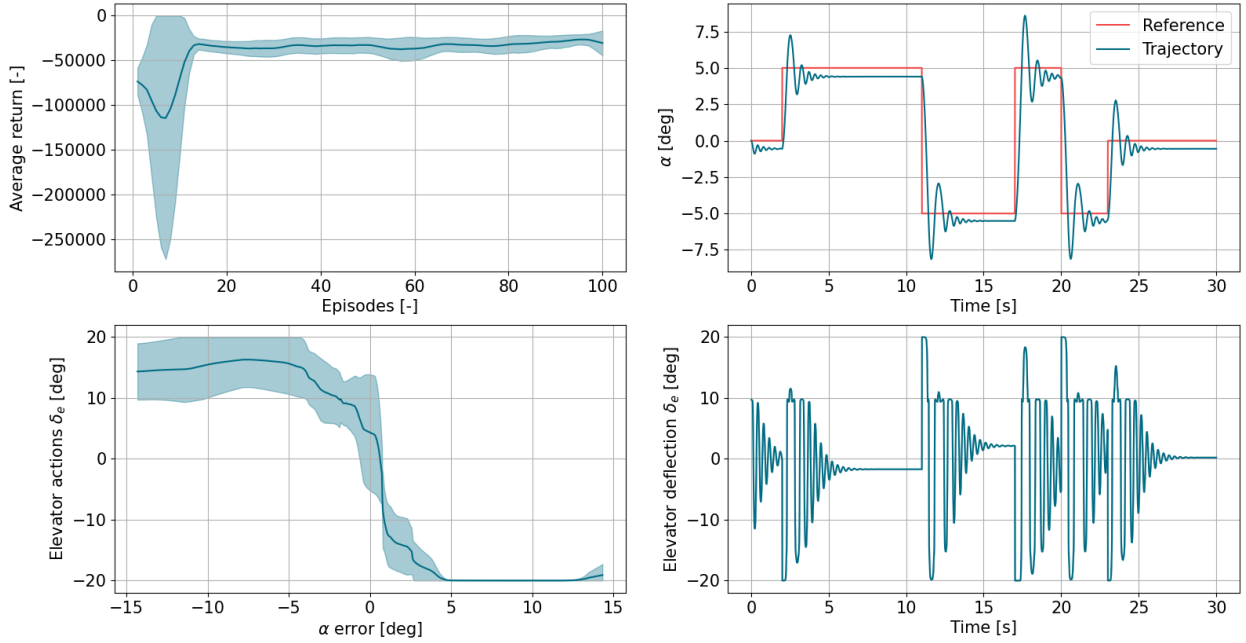 0
−50000
−100000
−150000
−200000
−250000
Average return [-]
0 20 40 60 80 100
Episodes [-]
Reference
Trajectory
7.5
5.0
2.5
0.0
−2.5
−5.0
−7.5
α [deg]
0 5 10 15 20 25 30
Time [s]
20
10
0
−10
−20
Elevator actions δe [deg]
−15 −10 −5 0 5 10 15
α error [deg]
20
10
0
−10
−20
Elevator deflection δe [deg]
0 5 10 15 20 25 30
Time [s]